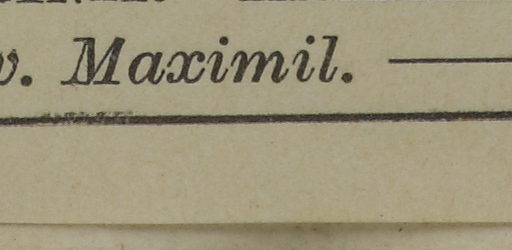 v. Maximil. —